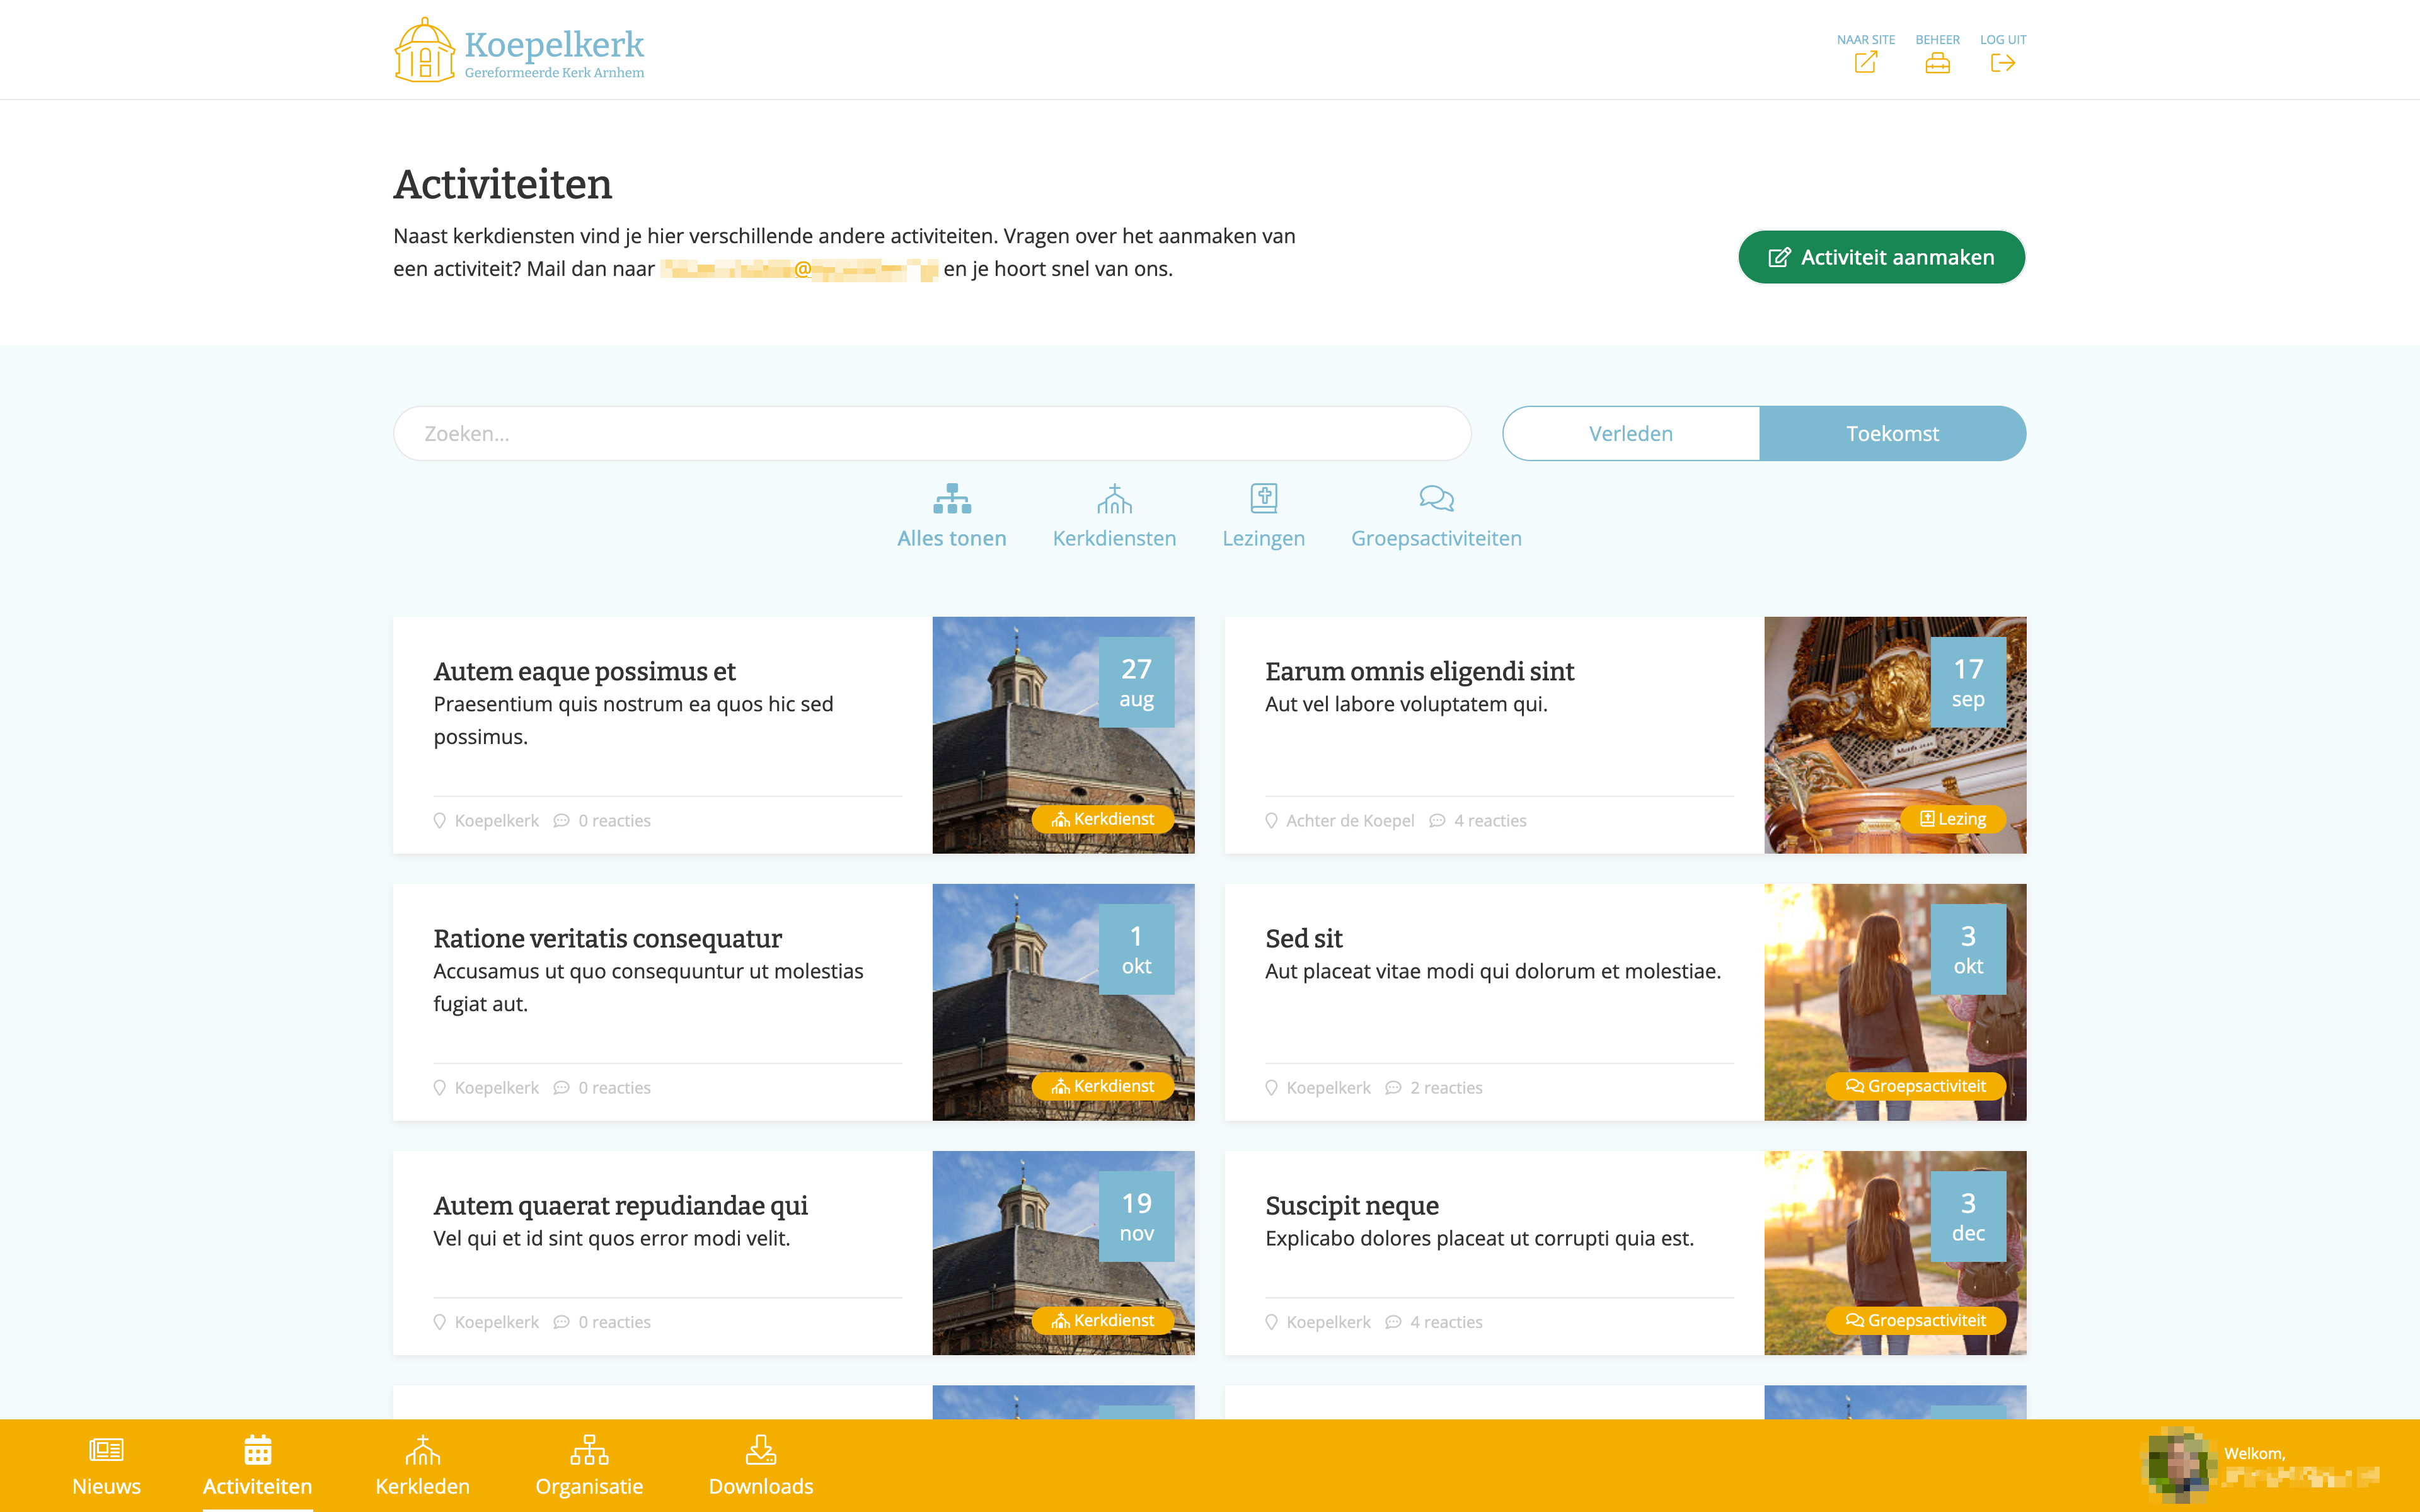 Koepelkerk
Gereformeerde Kerk Arnhem
NAAR SITE
BEHEER
LOG UIT
Activiteiten
Naast kerkdiensten vind je hier verschillende andere activiteiten. Vragen over het aanmaken van
een activiteit? Mail dan naar @ en je hoort snel van ons.
Activiteit aanmaken
Zoeken...
Verleden
Toekomst
Alles tonen
Kerkdiensten
Lezingen
Groepsactiviteiten
Autem eaque possimus et
Praesentium quis nostrum ea quos hic sed
possimus.
Koepelkerk
0 reacties
27
aug
Kerkdienst
Earum omnis eligendi sint
Aut vel labore voluptatem qui.
Achter de Koepel
4 reacties
17
sep
Lezing
Ratione veritatis consequatur
Accusamus ut quo consequuntur ut molestias
fugiat aut.
Koepelkerk
0 reacties
1
okt
Kerkdienst
Sed sit
Aut placeat vitae modi qui dolorum et molestiae.
Koepelkerk
2 reacties
3
okt
Groepsactiviteit
Autem quaerat repudiandae qui
Vel qui et id sint quos error modi velit.
Koepelkerk
0 reacties
19
nov
Kerkdienst
Suscipit neque
Explicabo dolores placeat ut corrupti quia est.
Koepelkerk
4 reacties
3
dec
Groepsactiviteit
Nieuws
Activiteiten
Kerkleden
Organisatie
Downloads
Welkom,